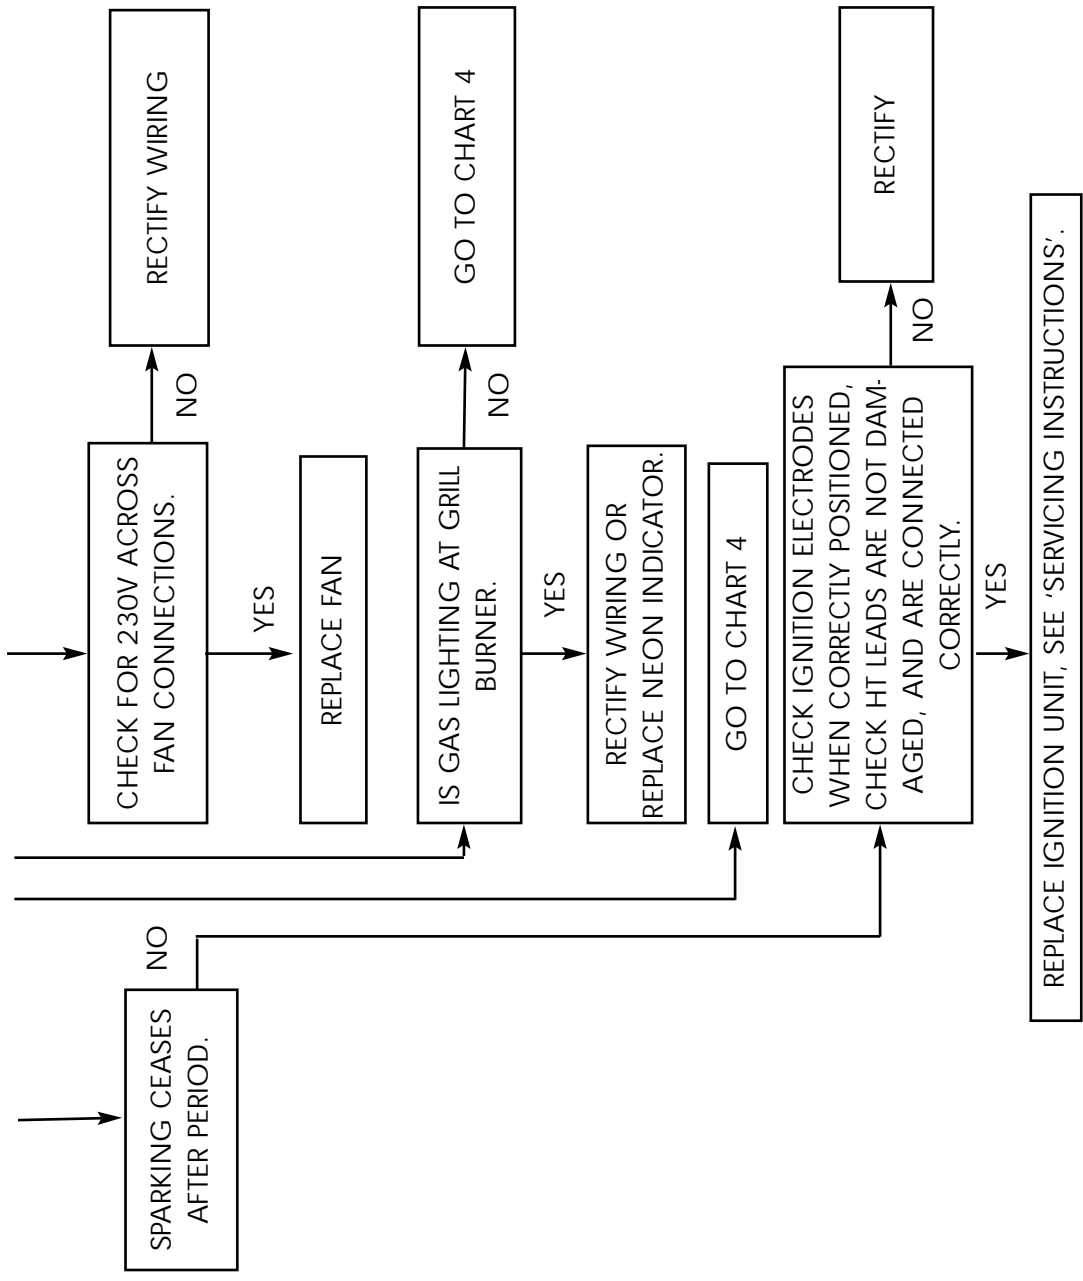 SPARKING CEASES
AFTER PERIOD.
NO
CHECK FOR 230V ACROSS
FAN CONNECTIONS.
NO
RECTIFY WIRING
YES
REPLACE FAN
IS GAS LIGHTING AT GRILL
BURNER.
NO
GO TO CHART 4
YES
RECTIFY WIRING OR
REPLACE NEON INDICATOR.
GO TO CHART 4
CHECK IGNITION ELECTRODES
WHEN CORRECTLY POSITIONED,
CHECK HT LEADS ARE NOT DAM-
AGED, AND ARE CONNECTED
CORRECTLY.
NO
RECTIFY
YES
REPLACE IGNITION UNIT, SEE ‘SERVICING INSTRUCTIONS’.